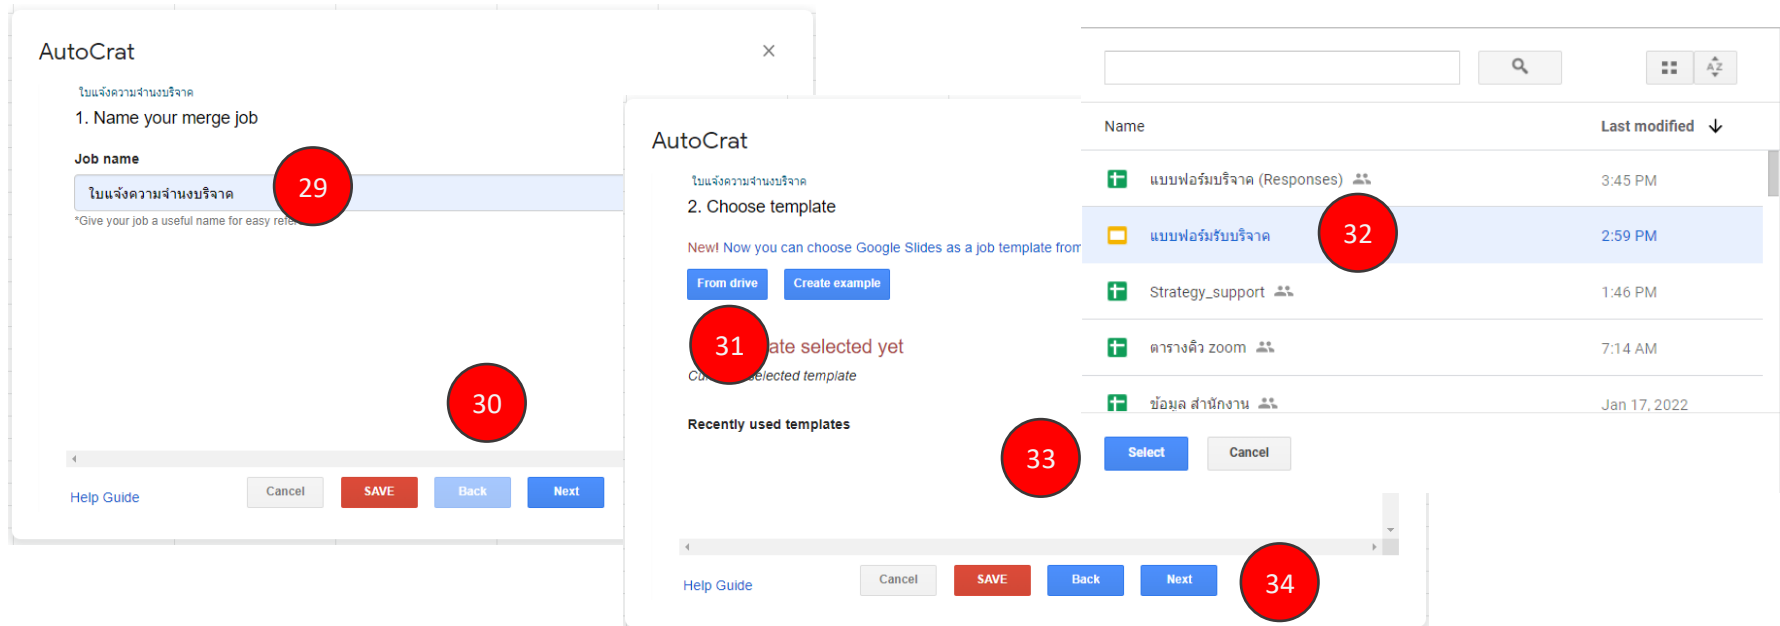 AutoCrat
×
ใบแจ้งความจำนงบริจาค
1. Name your merge job
Job name
ใบแจ้งความจำนงบริจาค
29
*Give your job a useful name for easy
30
Help Guide
Cancel
SAVE
Back
Next
AutoCrat
ใบแจ้งความจำนงบริจาค
2. Choose template
New! Now you can choose Google Slides as a job template from
From drive
Create example
31
selected yet
selected template
Recently used templates
33
Help Guide
Cancel
SAVE
Back
Next
34
Name
Last modified
แบบฟอร์มบริจาค (Responses)
3:45 PM
แบบฟอร์มรับบริจาค
32
2:59 PM
Strategy_support
1:46 PM
ตารางคิว zoom
7:14 AM
ข้อมูล สำนักงาน
Jan 17, 2022
Select
Cancel